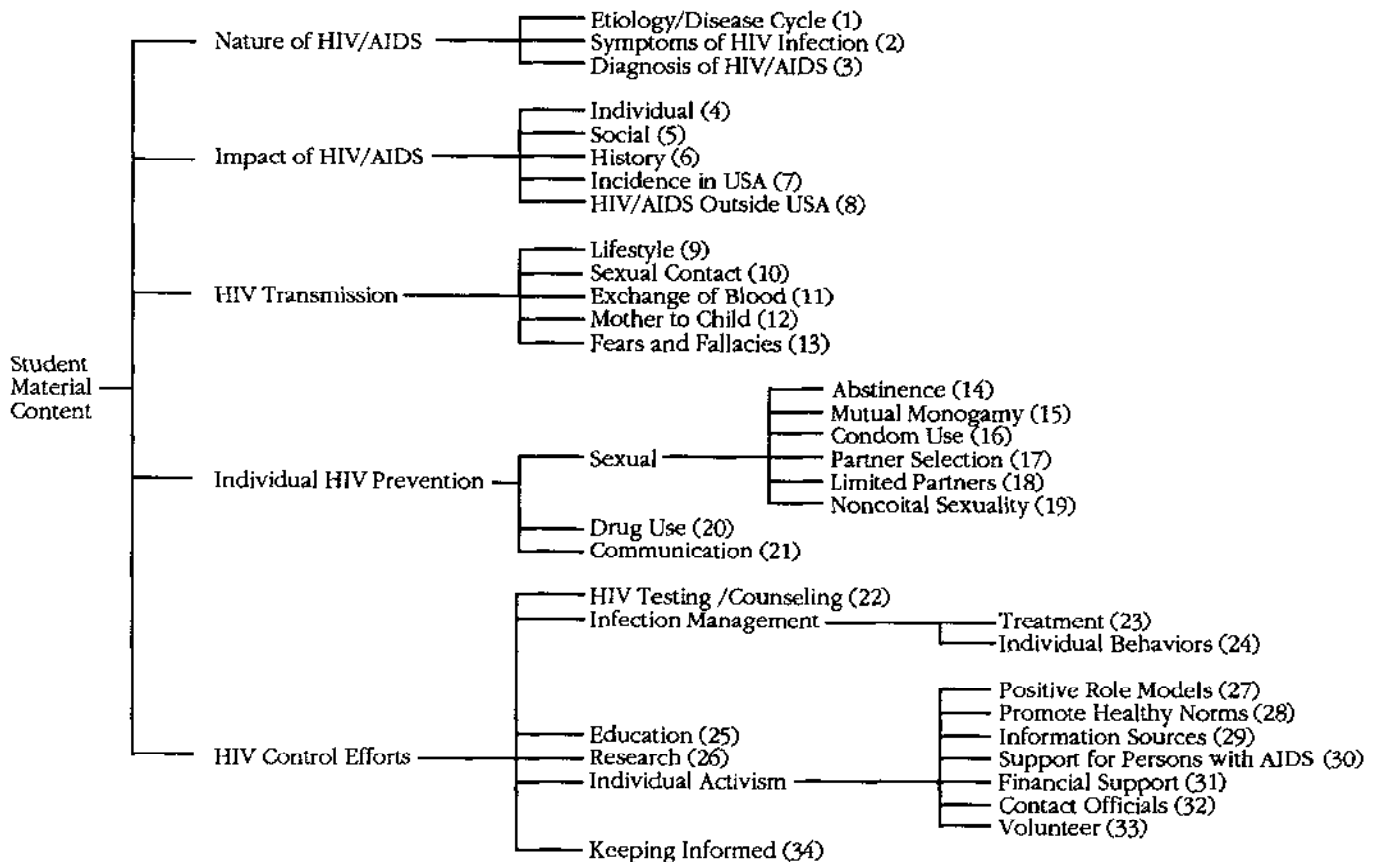 Etiology/Disease Cycle (1)
Nature of HIV/AIDS
Symptoms of HIV Infection (2)
Diagnosis of HIV/AIDS (3)
Individual (4)
Social (5)
Impact of HIV/AIDS
History (6)
Incidence in USA (7)
HIV/AIDS Outside USA (8)
Lifestyle (9)
Sexual Contact (10)
HIV Transmission
Exchange of Blood (11)
Mother to Child (12)
Fears and Fallacies (13)
Student
Material
Content
Abstinence (14)
Mutual Monogamy (15)
Condom Use (16)
Sexual
Partner Selection (17)
Limited Partners (18)
Individual HIV Prevention
Noncoital Sexuality (19)
Drug Use (20)
Communication (21)
HIV Testing /Counseling (22)
Infection Management
Treatment (23)
Individual Behaviors (24)
Positive Role Models (27)
Promote Healthy Norms (28)
Education (25)
Information Sources (29)
HIV Control Efforts
Research (26)
Support for Persons with AIDS (30)
Individual Activism
Financial Support (31)
Contact Officials (32)
Volunteer (33)
Keeping Informed (34)